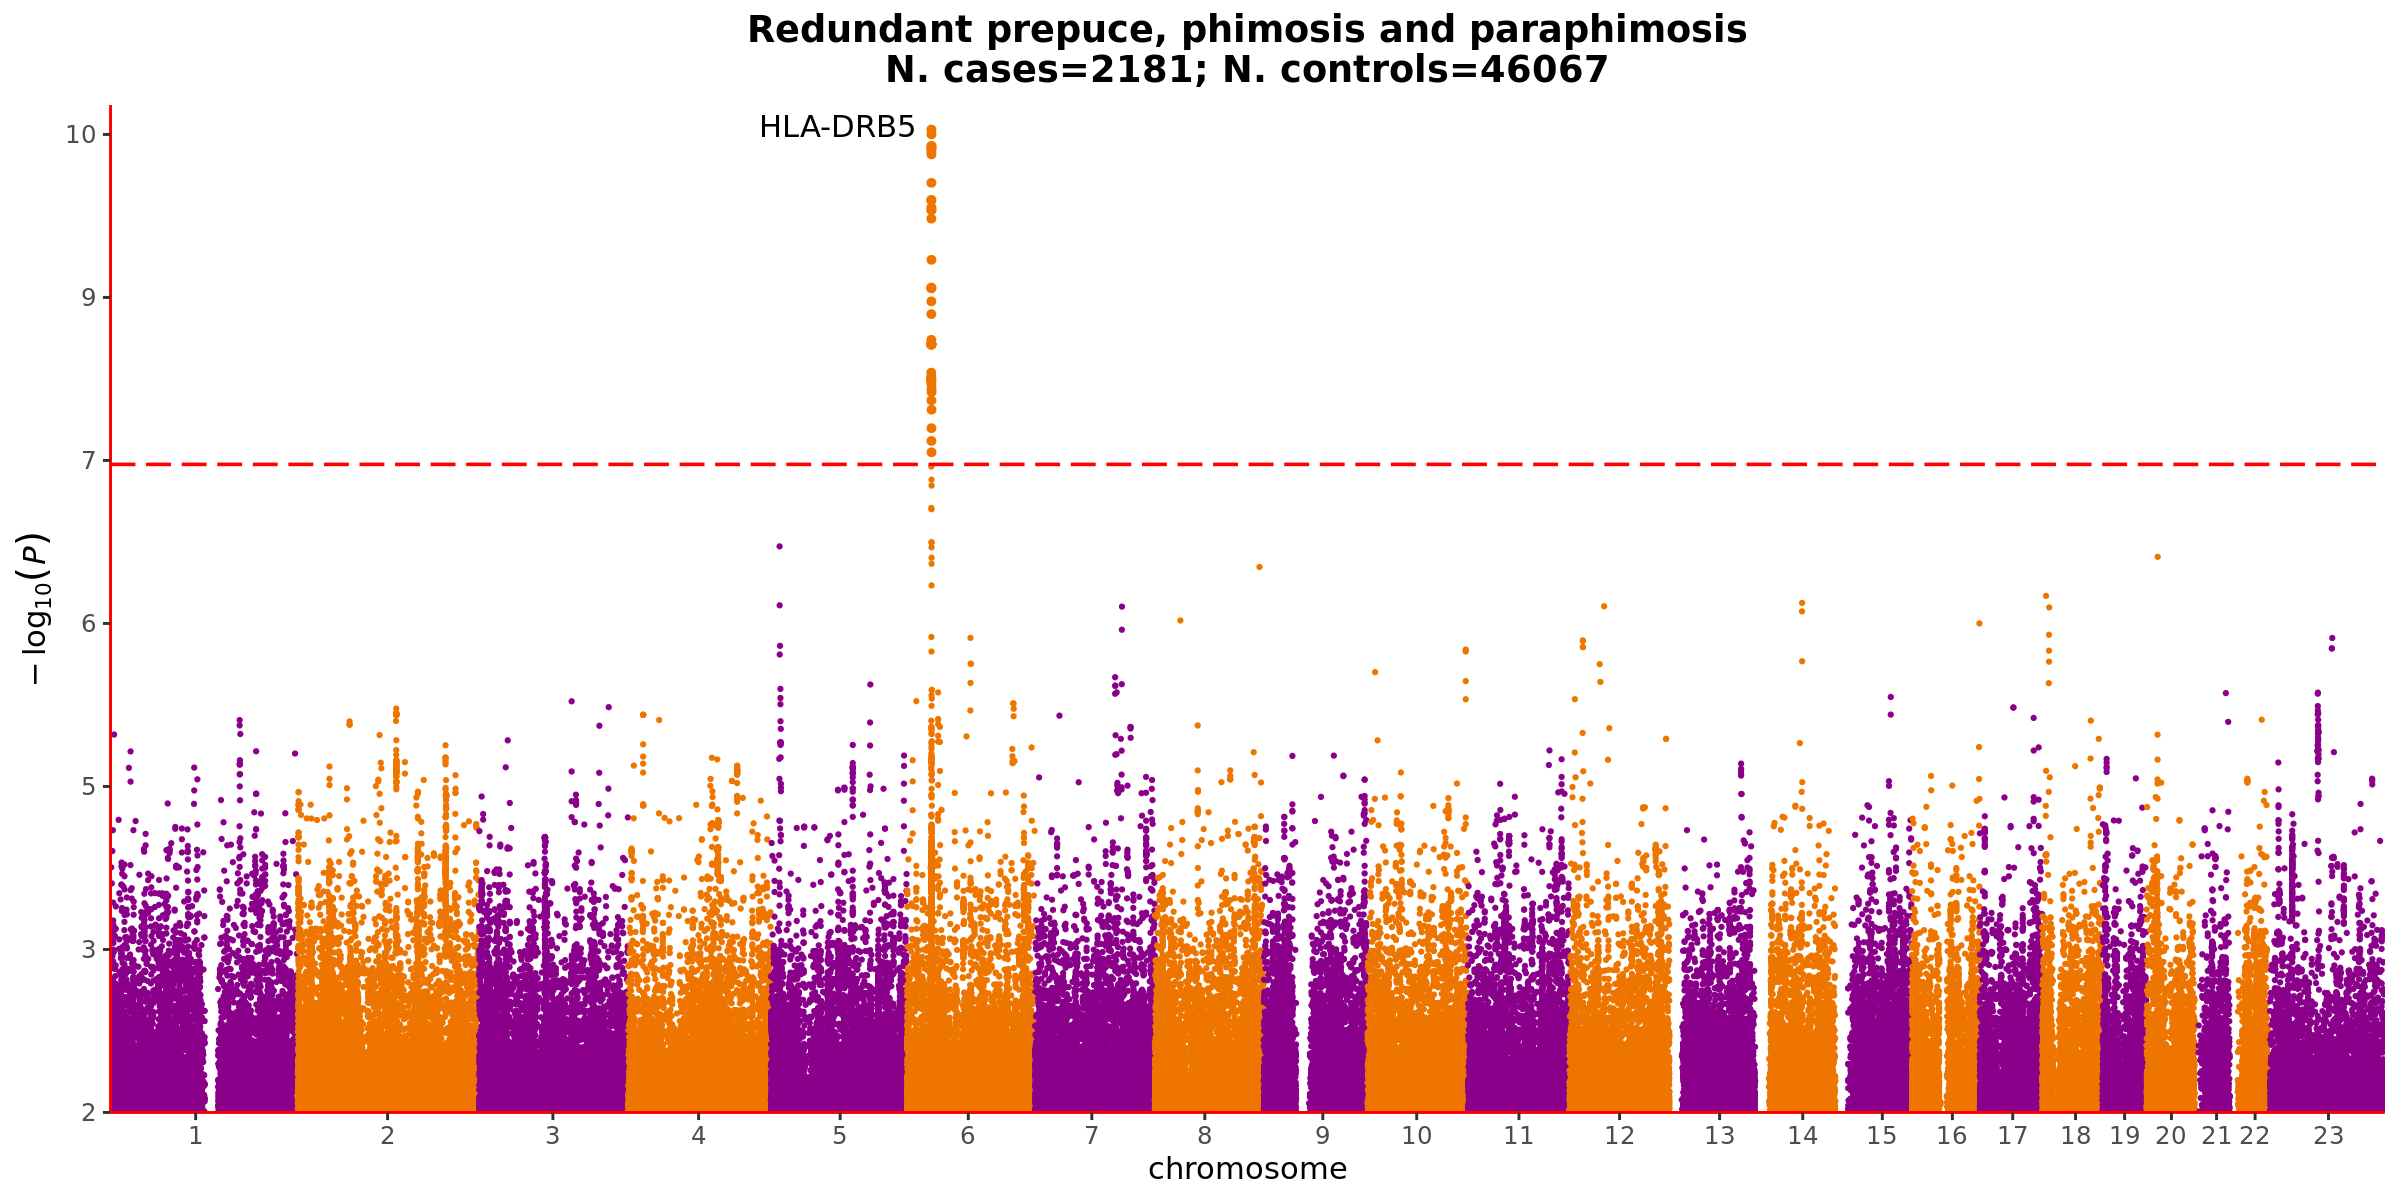 Redundant prepuce, phimosis and paraphimosis
N. cases=2181; N. controls=46067
HLA-DRB5
10
9
7
6
5
3
2
− log10(P)
1 2 3 4 5 6 7 8 9 10 11 12 13 14 15 16 17 18 19 20 21 22 23
chromosome